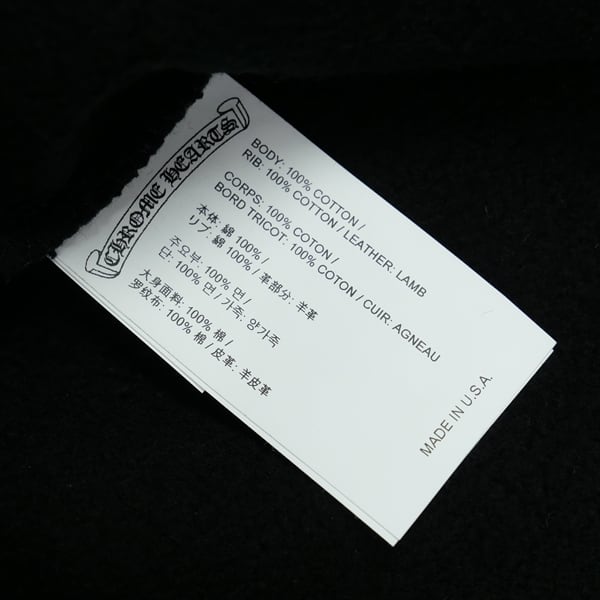 CHROME HEARTS
BODY: 100% COTTON /
RIB: 100% COTTON / LEATHER: LAMB
CORPS: 100% COTON /
BORD TRICOT: 100% COTON / CUIR: AGNEAU
本体: 綿 100% /
リブ: 綿 100% / 革部分: 羊革
주요부: 100% 면 /
단: 100% 면 / 가죽: 양가죽
大身面料: 100% 棉 /
罗纹布: 100% 棉 / 皮革: 羊皮革
MADE IN U.S.A.